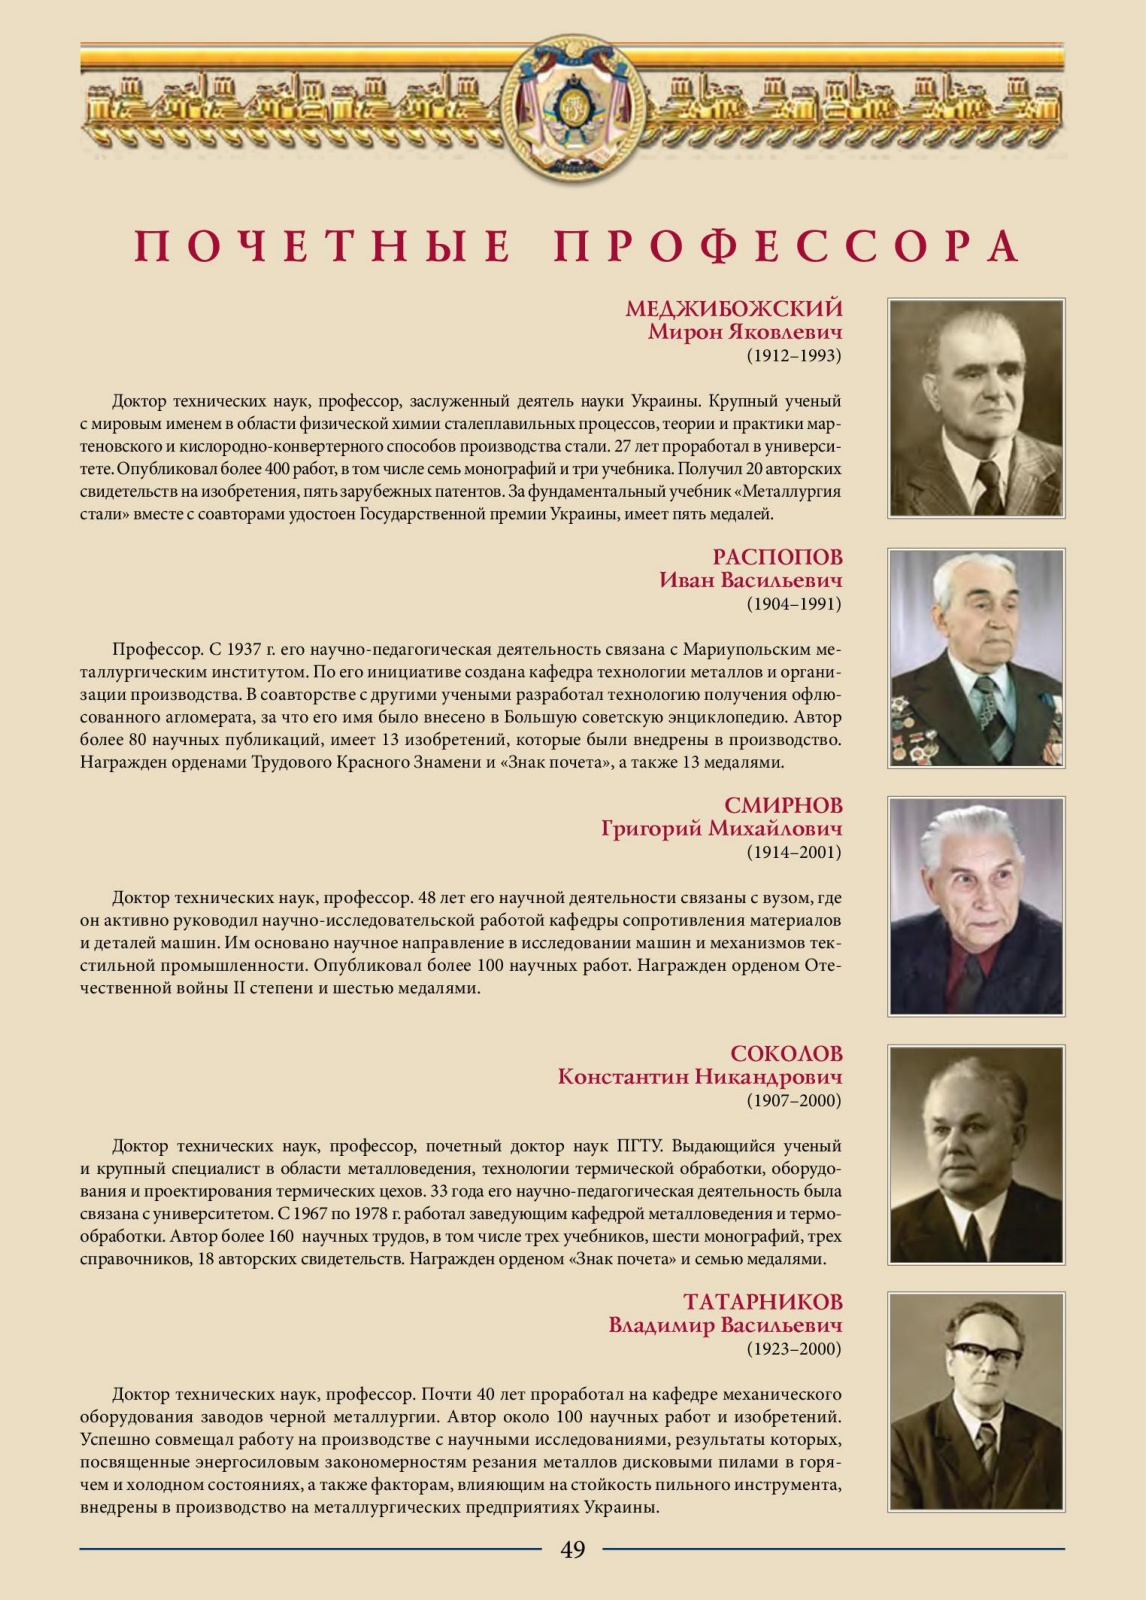 ПОЧЕТНЫЕ ПРОФЕССОРА
МЕДЖИБОЖСКИЙ
Мирон Яковлевич
(1912–1993)
Доктор технических наук, профессор, заслуженный деятель науки Украины. Крупный ученый
с мировым именем в области физической химии сталеплавильных процессов, теории и практики мар-
теновского и кислородно-конвертерного способов производства стали. 27 лет проработал в универси-
тете. Опубликовал более 400 работ, в том числе семь монографий и три учебника. Получил 20 авторских
свидетельств на изобретения, пять зарубежных патентов. За фундаментальный учебник «Металлургия
стали» вместе с соавторами удостоен Государственной премии Украины, имеет пять медалей.
РАСПОПОВ
Иван Васильевич
(1904–1991)
Профессор. С 1937 г. его научно-педагогическая деятельность связана с Мариупольским ме-
таллургическим институтом. По его инициативе создана кафедра технологии металлов и органи-
зации производства. В соавторстве с другими учеными разработал технологию получения офлю-
сованного агломерата, за что его имя было внесено в Большую советскую энциклопедию. Автор
более 80 научных публикаций, имеет 13 изобретений, которые были внедрены в производство.
Награжден орденами Трудового Красного Знамени и «Знак почета», а также 13 медалями.
СМИРНОВ
Григорий Михайлович
(1914–2001)
Доктор технических наук, профессор. 48 лет его научной деятельности связаны с вузом, где
он активно руководил научно-исследовательской работой кафедры сопротивления материалов
и деталей машин. Им основано научное направление в исследовании машин и механизмов тек-
стильной промышленности. Опубликовал более 100 научных работ. Награжден орденом Оте-
чественной войны II степени и шестью медалями.
СОКОЛОВ
Константин Никандрович
(1907–2000)
Доктор технических наук, профессор, почетный доктор наук ПГТУ. Выдающийся ученый
и крупный специалист в области металловедения, технологии термической обработки, оборудо-
вания и проектирования термических цехов. 33 года его научно-педагогическая деятельность была
связана с университетом. С 1967 по 1978 г. работал заведующим кафедрой металловедения и термо-
обработки. Автор более 160 научных трудов, в том числе трех учебников, шести монографий, трех
справочников, 18 авторских свидетельств. Награжден орденом «Знак почета» и семью медалями.
ТАТАРНИКОВ
Владимир Васильевич
(1923–2000)
Доктор технических наук, профессор. Почти 40 лет проработал на кафедре механического
оборудования заводов черной металлургии. Автор около 100 научных работ и изобретений.
Успешно совмещал работу на производстве с научными исследованиями, результаты которых,
посвященные энергосиловым закономерностям резания металлов дисковыми пилами в горя-
чем и холодном состояниях, а также факторам, влияющим на стойкость пильного инструмента,
внедрены в производство на металлургических предприятиях Украины.
49